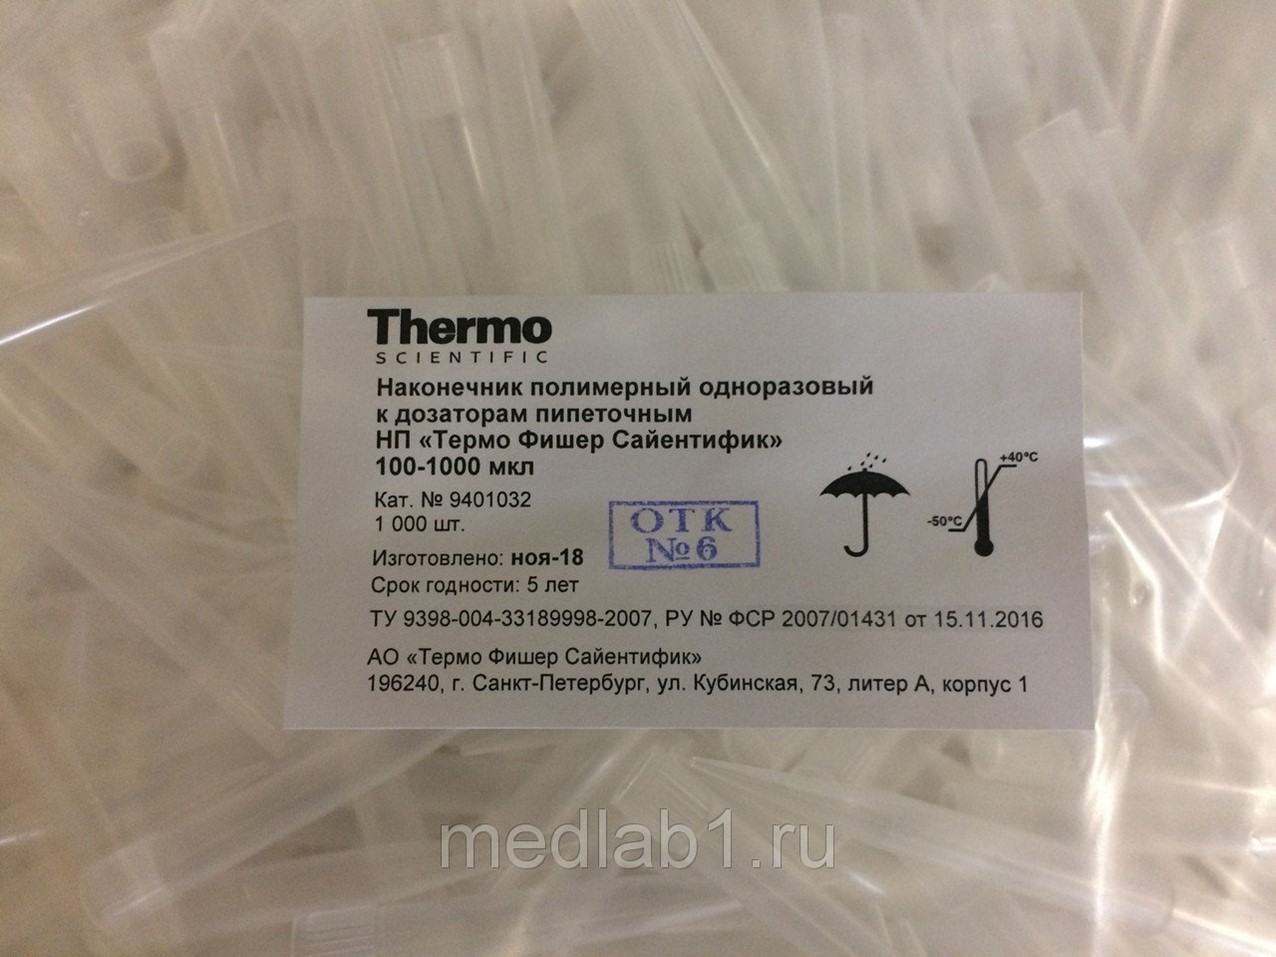 Thermo
SCIENTIFIC
Наконечник полимерный одноразовый
к дозаторам пипеточным
НП «Термо Фишер Сайентифик»
100-1000 мкл
Кат. № 9401032
1 000 шт.
ОТК
№6
+40°C
-50°C
Изготовлено: ноя-18
Срок годности: 5 лет
ТУ 9398-004-33189998-2007, РУ № ФСР 2007/01431 от 15.11.2016
АО «Термо Фишер Сайентифик»
196240, г. Санкт-Петербург, ул. Кубинская, 73, литер А, корпус 1
medlab1.ru